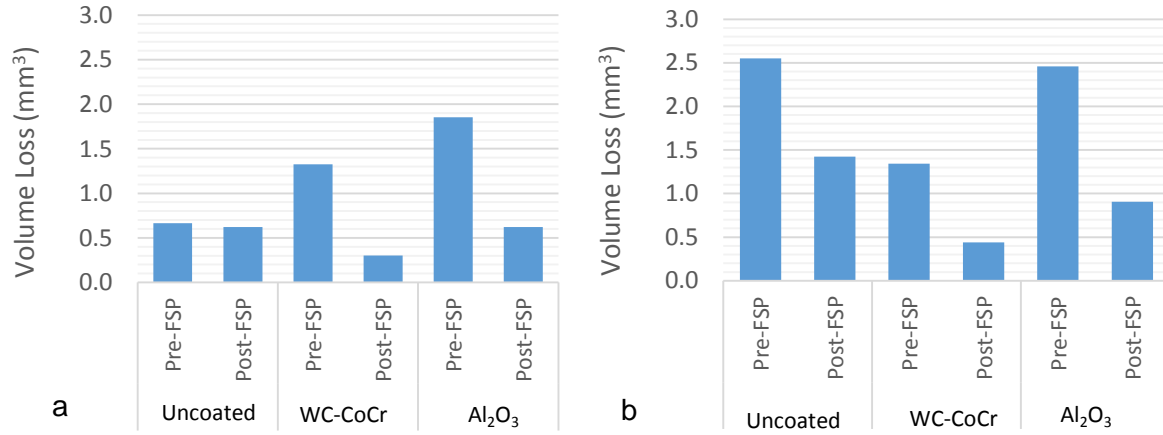 Volume Loss (mm³)
3.0
2.5
2.0
1.5
1.0
0.5
0.0
Pre-FSP
Post-FSP
Pre-FSP
Post-FSP
Pre-FSP
Post-FSP
Uncoated
WC-CoCr
Al₂O₃
a
Volume Loss (mm³)
3.0
2.5
2.0
1.5
1.0
0.5
0.0
Pre-FSP
Post-FSP
Pre-FSP
Post-FSP
Pre-FSP
Post-FSP
Uncoated
WC-CoCr
Al₂O₃
b